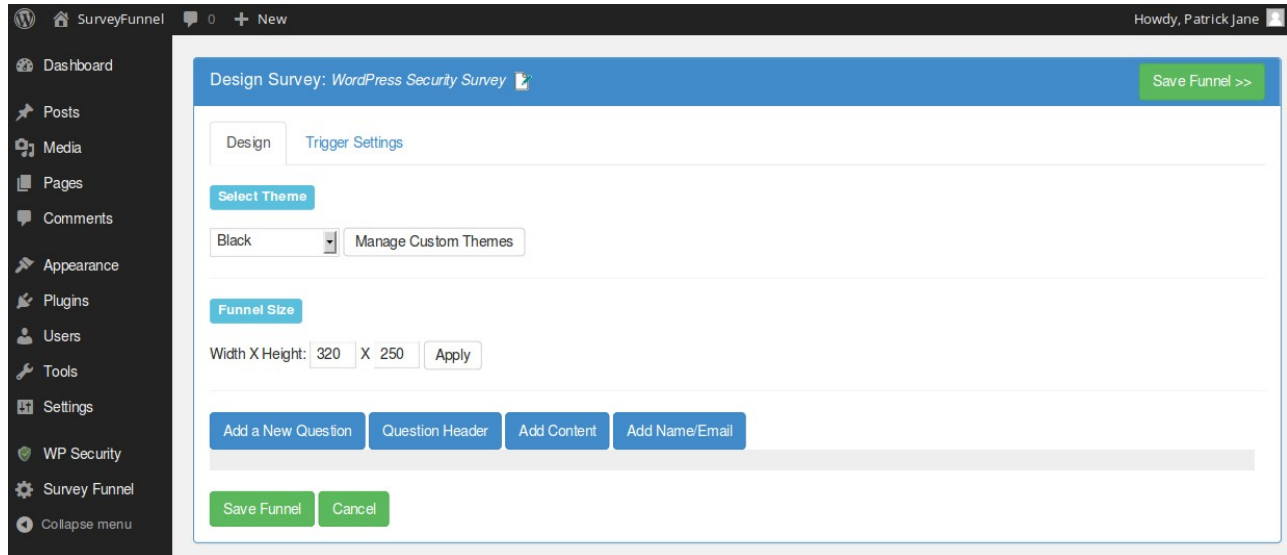 SurveyFunnel 0 + New Howdy, Patrick Jane
Dashboard
Posts
Media
Pages
Comments
Appearance
Plugins
Users
Tools
Settings
WP Security
Survey Funnel
Collapse menu
Design Survey: WordPress Security Survey
Save Funnel >>
Design Trigger Settings
Select Theme
Black Manage Custom Themes
Funnel Size
Width X Height: 320 X 250 Apply
Add a New Question Question Header Add Content Add Name/Email
Save Funnel Cancel